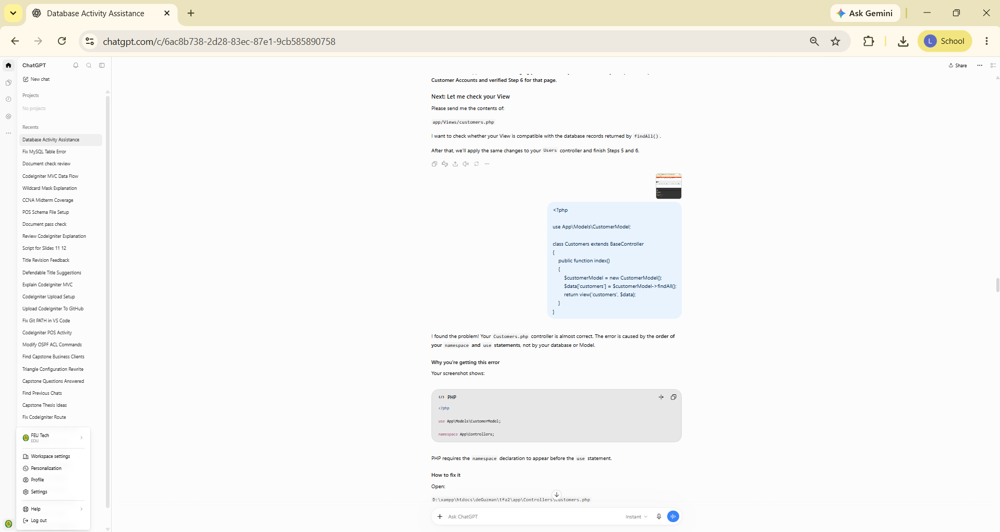 Database Activity Assistance
Ask Gemini
chatgpt.com/c/6ac8b738-2d28-83ec-87e1-9cb585890758
L School
ChatGPT
New chat
Projects
No projects
Recents
Database Activity Assistance
Fix MySQL Table Error
Document check review
CodeIgniter MVC Data Flow
Wildcard Mask Explanation
CCNA Midterm Coverage
POS Schema File Setup
Document pass check
Review CodeIgniter Explanation
Script for Slides 11 12
Title Revision Feedback
Defendable Title Suggestions
Explain CodeIgniter MVC
CodeIgniter Upload Setup
Upload CodeIgniter To GitHub
Fix Git PATH in VS Code
CodeIgniter POS Activity
Modify OSPF ACL Commands
Find Capstone Business Clients
Triangle Configuration Rewrite
Capstone Questions Answered
Find Previous Chats
Capstone Thesis Ideas
Fix CodeIgniter Route
FEU Tech
EDU
Workspace settings
Personalization
Profile
Settings
Help
Log out
Share
Customer Accounts and verified Step 6 for that page.
Next: Let me check your View
Please send me the contents of:
app/Views/customers.php
I want to check whether your View is compatible with the database records returned by findAll().
After that, we'll apply the same changes to your Users controller and finish Steps 5 and 6.
<?php
use App\Models\CustomerModel;
class Customers extends BaseController
{
public function index()
{
$customerModel = new CustomerModel();
$data['customers'] = $customerModel->findAll();
return view('customers', $data);
}
}
I found the problem! Your Customers.php controller is almost correct. The error is caused by the order of
your namespace and use statements, not by your database or Model.
Why you're getting this error
Your screenshot shows:
</> PHP
<?php
use App\Models\CustomerModel;
namespace App\Controllers;
PHP requires the namespace declaration to appear before the use statement.
How to fix it
Open:
D:\xampp\htdocs\deGuzman\tfa2\app\Controllers\Customers.php
Ask ChatGPT
Instant